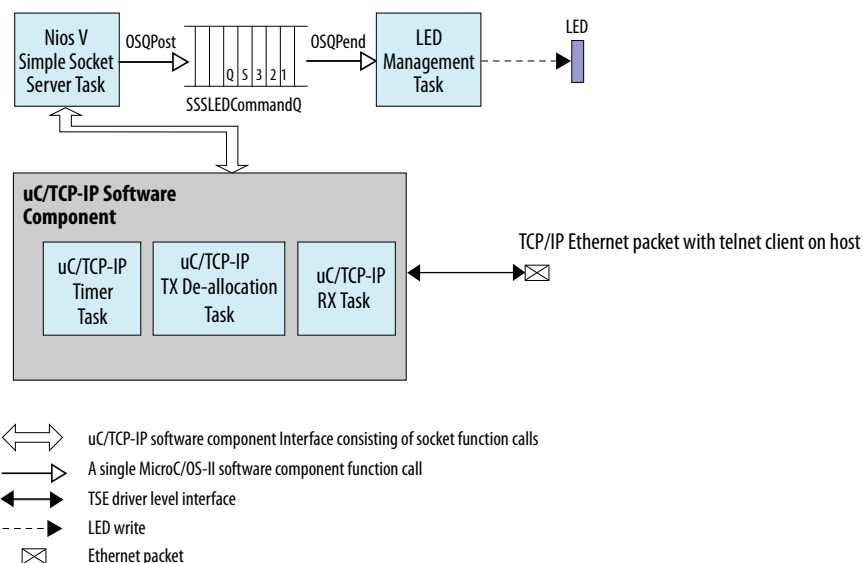 Nios V
Simple Socket
Server Task
OSQPost
Q S 3 2 1
SSSLEDCommandQ
OSQPend
LED
Management
Task
LED
uC/TCP-IP Software
Component
uC/TCP-IP
Timer
Task
uC/TCP-IP
TX De-allocation
Task
uC/TCP-IP
RX Task
TCP/IP Ethernet packet with telnet client on host
uC/TCP-IP software component Interface consisting of socket function calls
A single MicroC/OS-II software component function call
TSE driver level interface
LED write
Ethernet packet